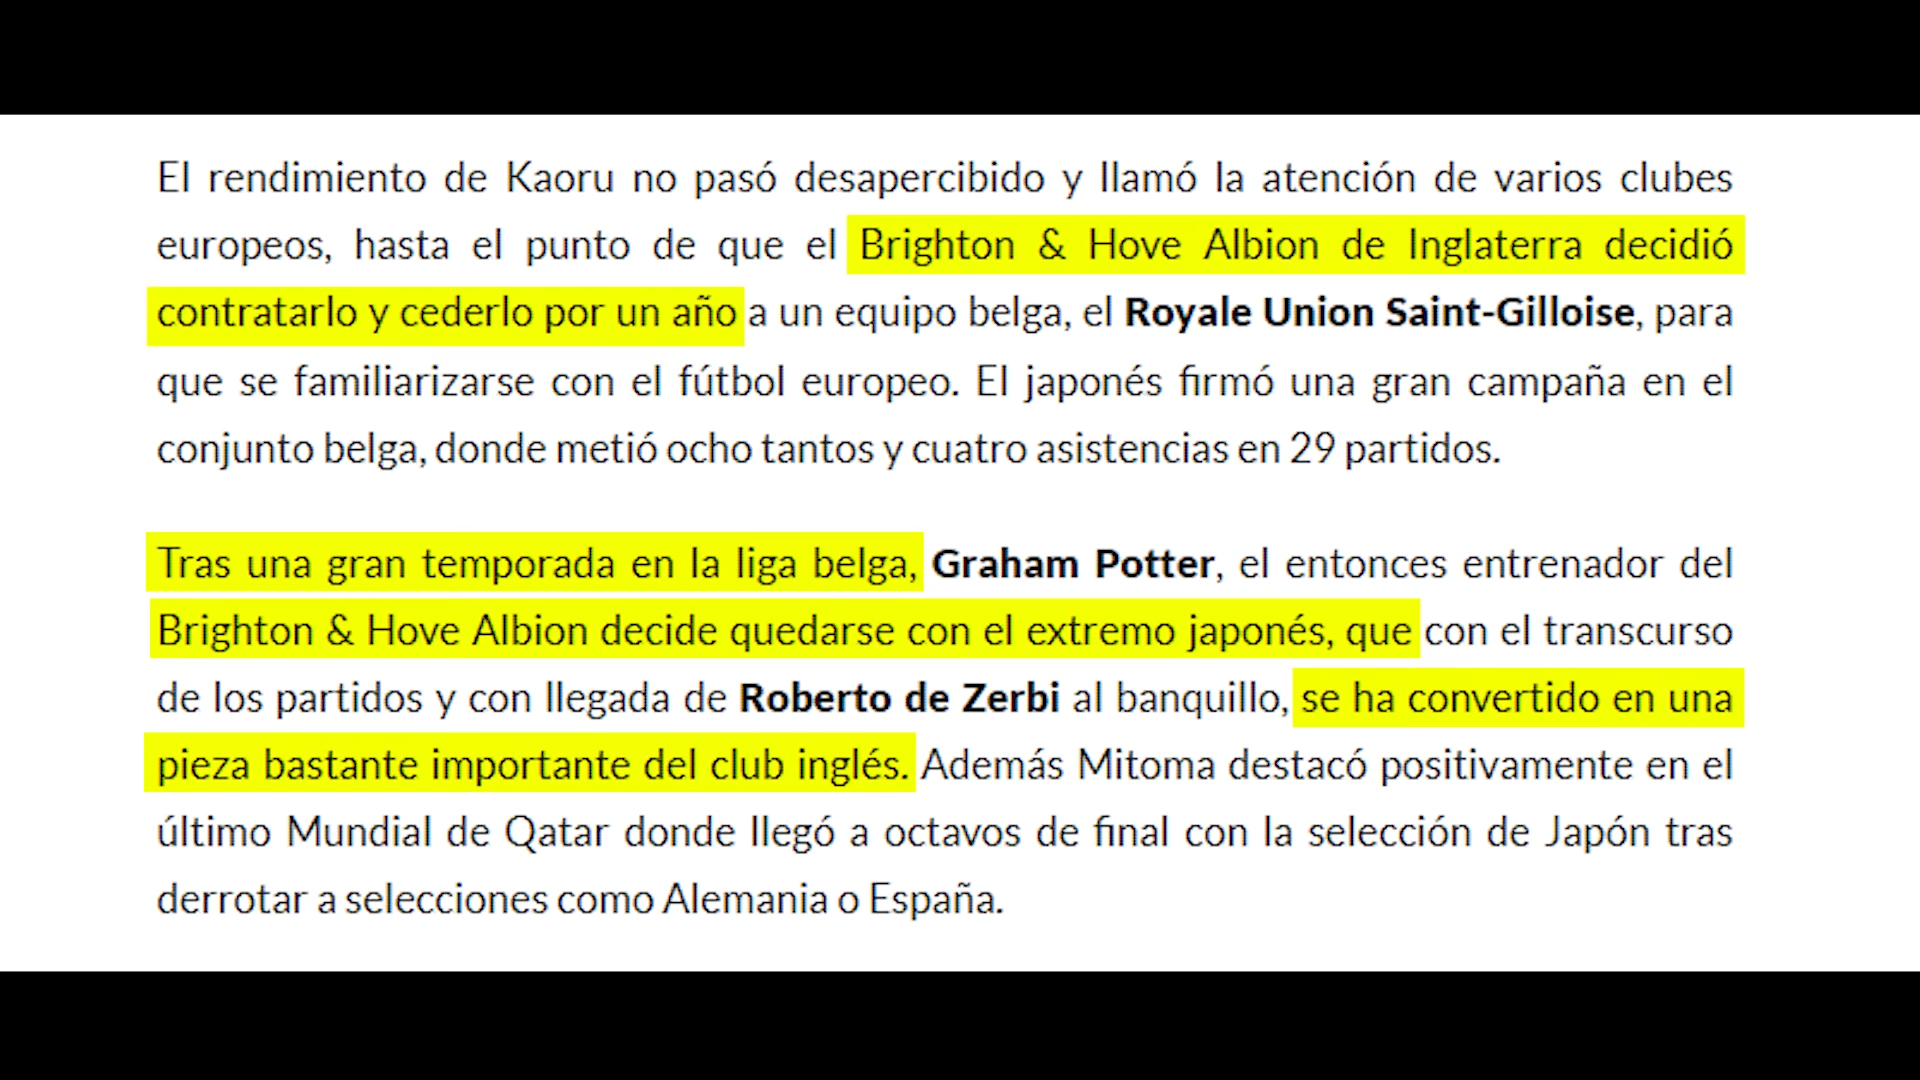 El rendimiento de Kaoru no pasó desapercibido y llamó la atención de varios clubes
europeos, hasta el punto de que el Brighton & Hove Albion de Inglaterra decidió
contratarlo y cederlo por un año a un equipo belga, el Royale Union Saint-Gilloise, para
que se familiarizarse con el fútbol europeo. El japonés firmó una gran campaña en el
conjunto belga, donde metió ocho tantos y cuatro asistencias en 29 partidos.
Tras una gran temporada en la liga belga, Graham Potter, el entonces entrenador del
Brighton & Hove Albion decide quedarse con el extremo japonés, que con el transcurso
de los partidos y con llegada de Roberto de Zerbi al banquillo, se ha convertido en una
pieza bastante importante del club inglés. Además Mitoma destacó positivamente en el
último Mundial de Qatar donde llegó a octavos de final con la selección de Japón tras
derrotar a selecciones como Alemania o España.